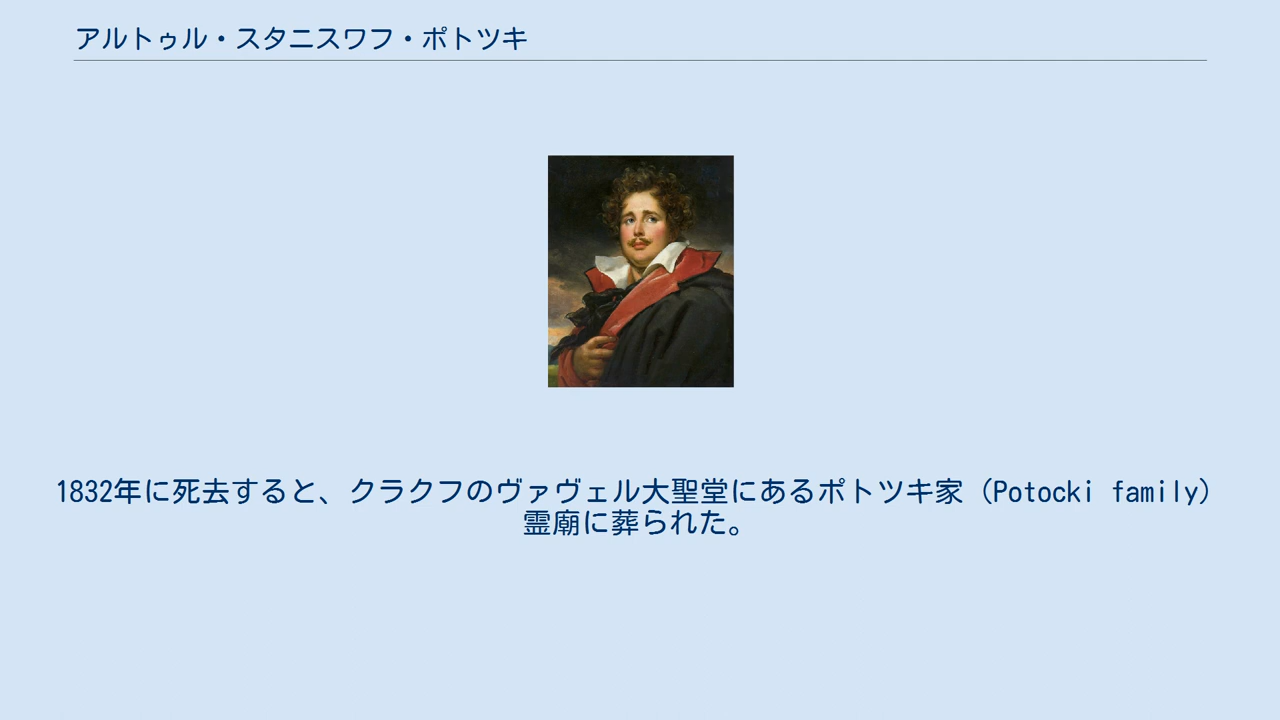 アルトゥル・スタニスワフ・ポトツキ
1832年に死去すると、クラクフのヴァヴェル大聖堂にあるポトツキ家（Potocki family）
霊廟に葬られた。